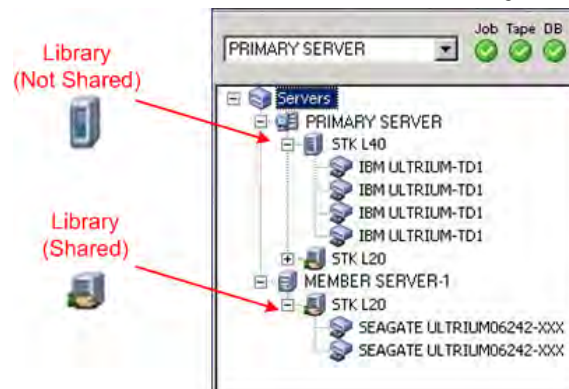 Job Tape DB
PRIMARY SERVER
Library
(Not Shared)
Servers
PRIMARY SERVER
STK L40
IBM ULTRIUM-TD1
IBM ULTRIUM-TD1
IBM ULTRIUM-TD1
IBM ULTRIUM-TD1
Library
(Shared)
STK L20
MEMBER SERVER-1
STK L20
SEAGATE ULTRIUM06242-XXX
SEAGATE ULTRIUM06242-XXX